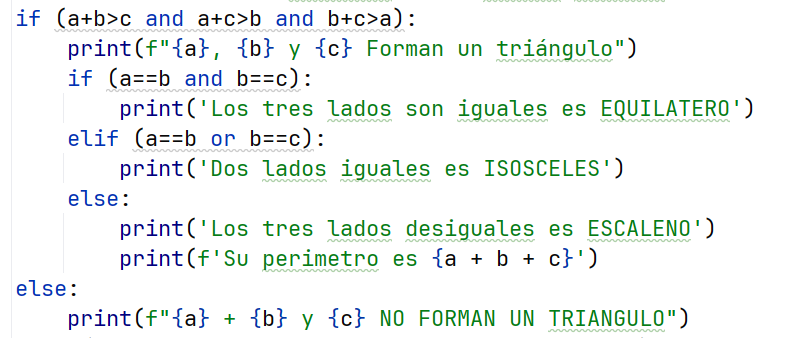 if (a+b>c and a+c>b and b+c>a):
    print(f"{a}, {b} y {c} Forman un triángulo")
    if (a==b and b==c):
        print('Los tres lados son iguales es EQUILATERO')
    elif (a==b or b==c):
        print('Dos lados iguales es ISOSCELES')
    else:
        print('Los tres lados desiguales es ESCALENO')
        print(f'Su perimetro es {a + b + c}')
else:
    print(f"{a} + {b} y {c} NO FORMAN UN TRIANGULO")